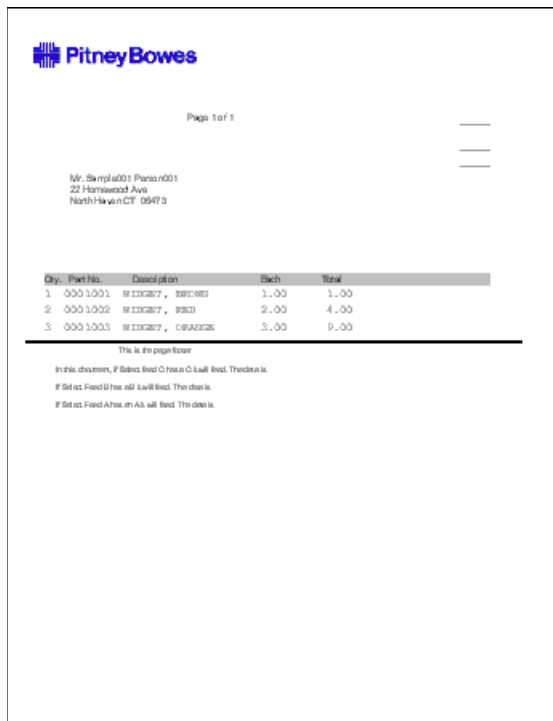 Pitney Bowes
Page 1 of 1
Mr. Sample001 Person001
22 Homewood Ave
North Haven CT 06473
Qty. Part No. Description Each Total
1 0001001 WIDGET, BROWN 1.00 1.00
2 0001002 WIDGET, RED 2.00 4.00
3 0001003 WIDGET, ORANGE 3.00 9.00
This is the page footer
In this document, if Select feed C has a C it will feed. The data is.
If Select Feed B has a B it will feed. The data is.
If Select Feed A has an A it will feed. The data is.